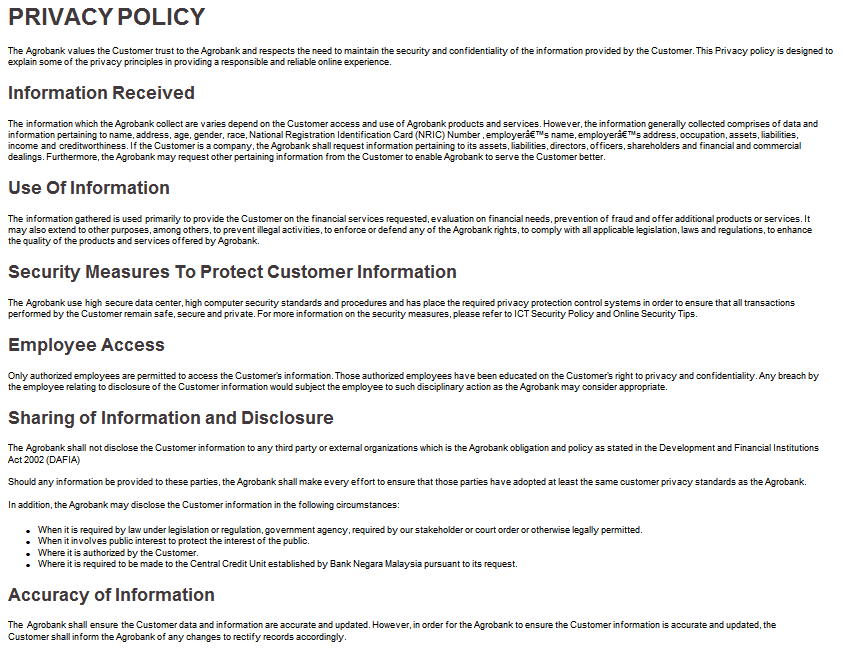 PRIVACY POLICY
The Agrobank values the Customer trust to the Agrobank and respects the need to maintain the security and confidentiality of the information provided by the Customer. This Privacy policy is designed to
explain some of the privacy principles in providing a responsible and reliable online experience.
Information Received
The information which the Agrobank collect are varies depend on the Customer access and use of Agrobank products and services. However, the information generally collected comprises of data and
information pertaining to name, address, age, gender, race, National Registration Identification Card (NRIC) Number , employerâ€™s name, employerâ€™s address, occupation, assets, liabilities,
income and creditworthiness. If the Customer is a company, the Agrobank shall request information pertaining to its assets, liabilities, directors, officers, shareholders and financial and commercial
dealings. Furthermore, the Agrobank may request other pertaining information from the Customer to enable Agrobank to serve the Customer better.
Use Of Information
The information gathered is used primarily to provide the Customer on the financial services requested, evaluation on financial needs, prevention of fraud and offer additional products or services. It
may also extend to other purposes, among others, to prevent illegal activities, to enforce or defend any of the Agrobank rights, to comply with all applicable legislation, laws and regulations, to enhance
the quality of the products and services offered by Agrobank.
Security Measures To Protect Customer Information
The Agrobank use high secure data center, high computer security standards and procedures and has place the required privacy protection control systems in order to ensure that all transactions
performed by the Customer remain safe, secure and private. For more information on the security measures, please refer to ICT Security Policy and Online Security Tips.
Employee Access
Only authorized employees are permitted to access the Customer's information. Those authorized employees have been educated on the Customer's right to privacy and confidentiality. Any breach by
the employee relating to disclosure of the Customer information would subject the employee to such disciplinary action as the Agrobank may consider appropriate.
Sharing of Information and Disclosure
The Agrobank shall not disclose the Customer information to any third party or external organizations which is the Agrobank obligation and policy as stated in the Development and Financial Institutions
Act 2002 (DAFIA)
Should any information be provided to these parties, the Agrobank shall make every effort to ensure that those parties have adopted at least the same customer privacy standards as the Agrobank.
In addition, the Agrobank may disclose the Customer information in the following circumstances:
• When it is required by law under legislation or regulation, government agency, required by our stakeholder or court order or otherwise legally permitted.
• When it involves public interest to protect the interest of the public.
• Where it is authorized by the Customer.
• Where it is required to be made to the Central Credit Unit established by Bank Negara Malaysia pursuant to its request.
Accuracy of Information
The Agrobank shall ensure the Customer data and information are accurate and updated. However, in order for the Agrobank to ensure the Customer information is accurate and updated, the
Customer shall inform the Agrobank of any changes to rectify records accordingly.